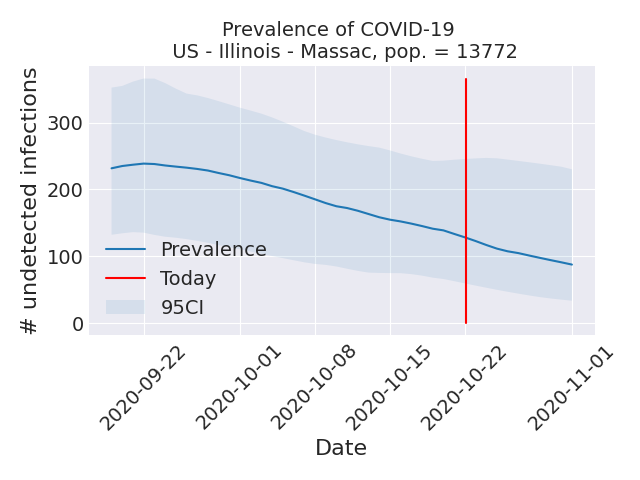 Prevalence of COVID-19
US - Illinois - Massac, pop. = 13772
# undetected infections
300
200
100
0
Prevalence
Today
95CI
2020-09-22
2020-10-01
2020-10-08
2020-10-15
2020-10-22
2020-11-01
Date